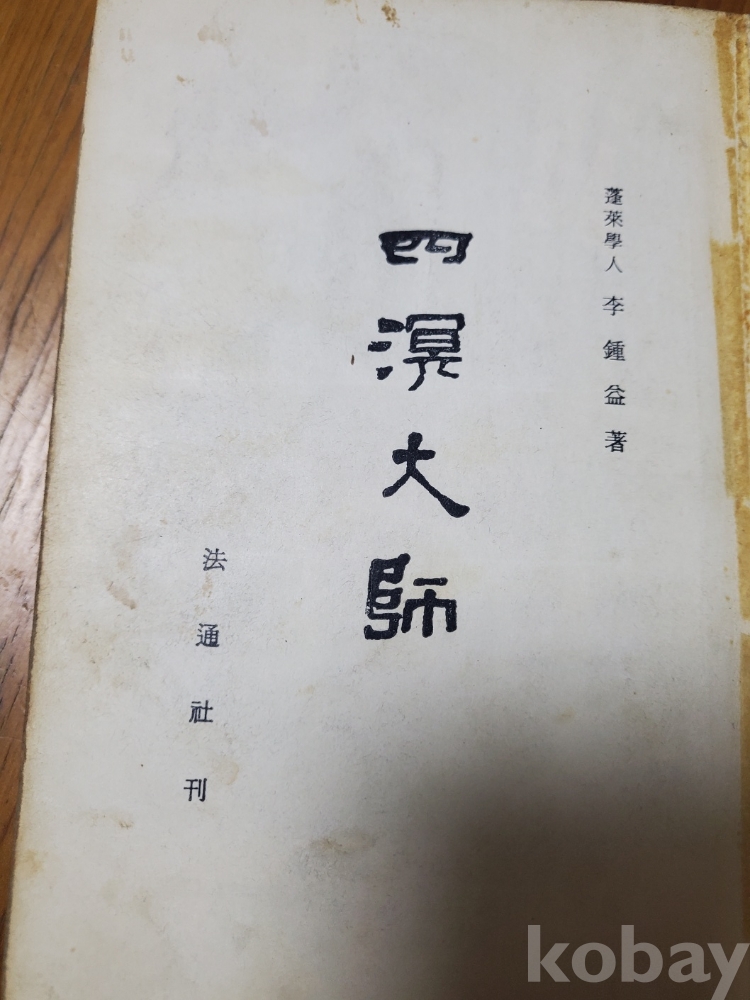 蓬萊學人 李鍾益 著
四溟大師
法通社刊
kobay